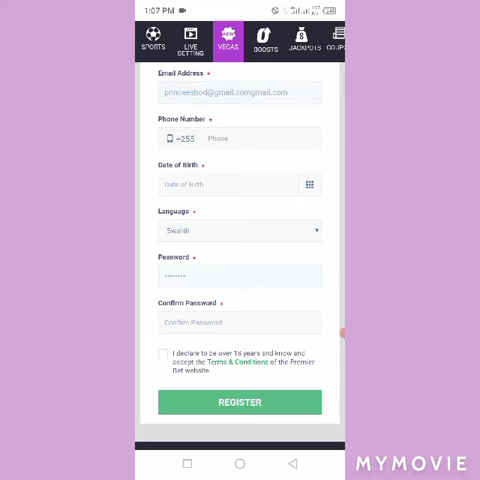 1:07 PM
SPORTS
LIVE BETTING
NEW
VEGAS
BOOSTS
JACKPOTS
COUPO
Email Address *
princeeshod@gmail.comgmail.com
Phone Number *
+255 Phone
Date of Birth *
Date of Birth
Language *
Swahili
Password *
••••••••
Confirm Password *
Confirm Password
I declare to be over 18 years and know and
accept the Terms & Conditions of the Premier
Bet website
REGISTER
MYMOVIE